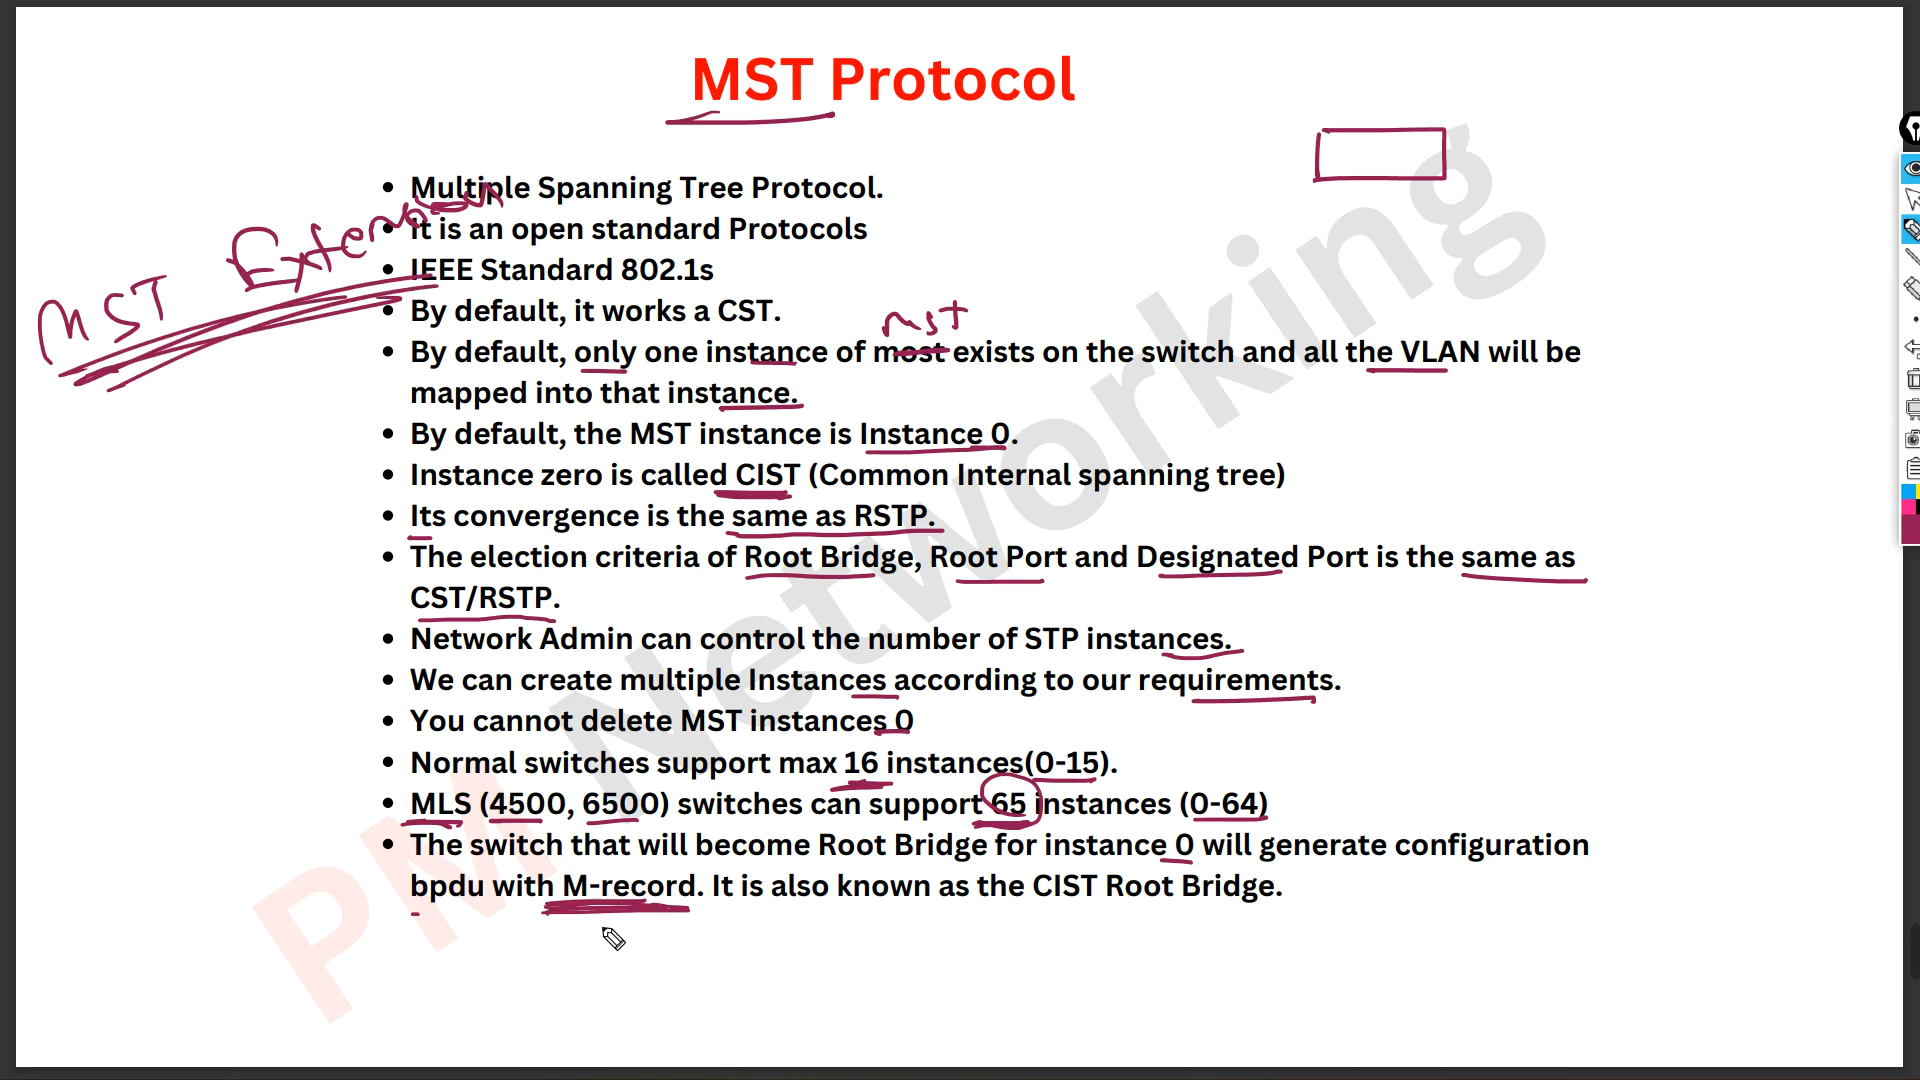 MST Protocol
• Multiple Spanning Tree Protocol.
• It is an open standard Protocols
• IEEE Standard 802.1s
MST Extension
• By default, it works a CST.
mst
• By default, only one instance of most exists on the switch and all the VLAN will be
mapped into that instance.
• By default, the MST instance is Instance 0.
• Instance zero is called CIST (Common Internal spanning tree)
• Its convergence is the same as RSTP.
• The election criteria of Root Bridge, Root Port and Designated Port is the same as
CST/RSTP.
• Network Admin can control the number of STP instances.
• We can create multiple Instances according to our requirements.
• You cannot delete MST instances 0
• Normal switches support max 16 instances(0-15).
• MLS (4500, 6500) switches can support 65 instances (0-64)
• The switch that will become Root Bridge for instance 0 will generate configuration
bpdu with M-record. It is also known as the CIST Root Bridge.
PM Networking